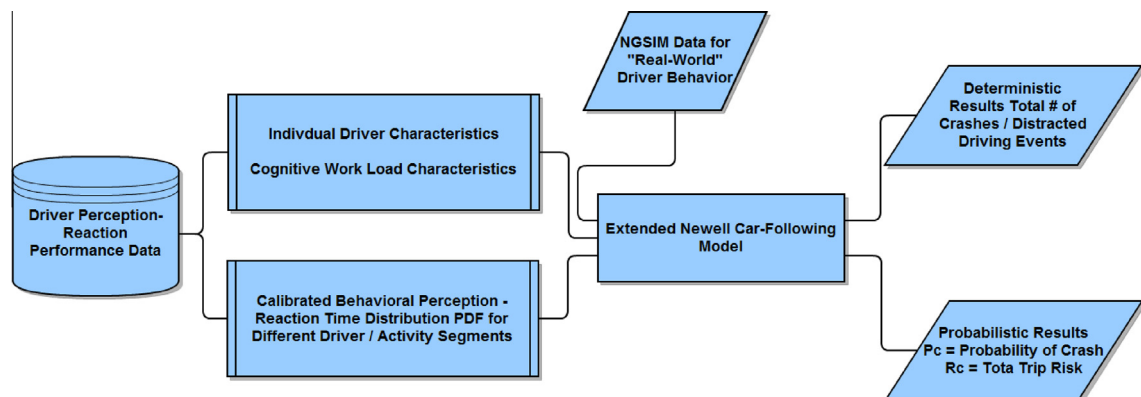 Driver Perception-
Reaction
Performance Data
Indivdual Driver Characteristics
Cognitive Work Load Characteristics
Calibrated Behavioral Perception -
Reaction Time Distribution PDF for
Different Driver / Activity Segments
NGSIM Data for
"Real-World"
Driver Behavior
Extended Newell Car-Following
Model
Deterministic
Results Total # of
Crashes / Distracted
Driving Events
Probabilistic Results
Pc = Probability of Crash
Rc = Tota Trip Risk